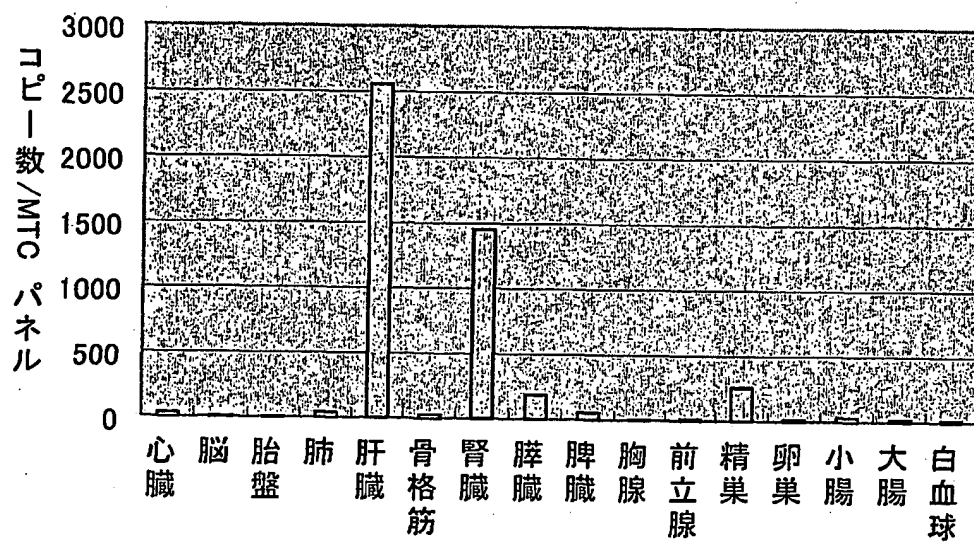 コピー数/MTC パネル
3000
2500
2000
1500
1000
500
0
心臓
脳
胎盤
肺
肝臓
骨格筋
腎臓
膵臓
脾臓
胸腺
前立腺
精巣
卵巣
小腸
大腸
白血球